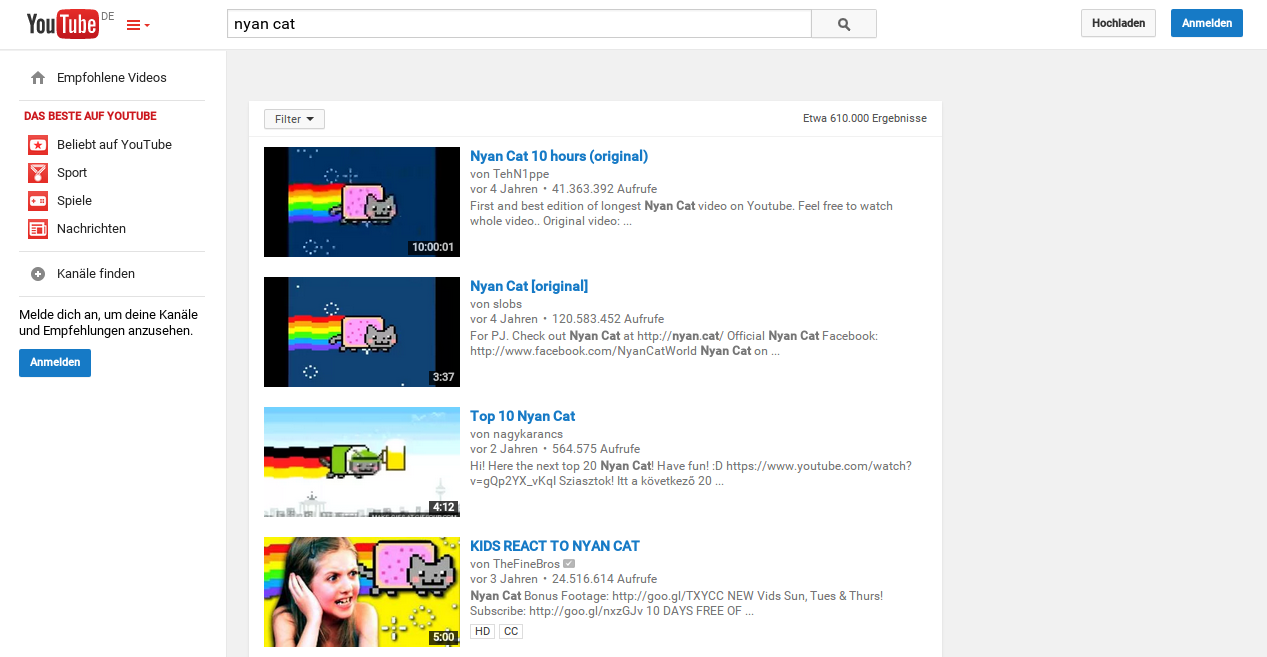 YouTube DE
nyan cat
Hochladen
Anmelden
Empfohlene Videos
DAS BESTE AUF YOUTUBE
Beliebt auf YouTube
Sport
Spiele
Nachrichten
Kanäle finden
Melde dich an, um deine Kanäle
und Empfehlungen anzusehen.
Anmelden
Filter
Etwa 610.000 Ergebnisse
10:00:01
Nyan Cat 10 hours (original)
von TehN1ppe
vor 4 Jahren • 41.363.392 Aufrufe
First and best edition of longest Nyan Cat video on Youtube. Feel free to watch
whole video.. Original video: ...
3:37
Nyan Cat [original]
von slobs
vor 4 Jahren • 120.583.452 Aufrufe
For PJ. Check out Nyan Cat at http://nyan.cat/ Official Nyan Cat Facebook:
http://www.facebook.com/NyanCatWorld Nyan Cat on ...
4:12
Top 10 Nyan Cat
von nagykarancs
vor 2 Jahren • 564.575 Aufrufe
Hi! Here the next top 20 Nyan Cat! Have fun! :D https://www.youtube.com/watch?
v=gQp2YX_vKqI Sziasztok! Itt a következő 20 ...
5:00
KIDS REACT TO NYAN CAT
von TheFineBros
vor 3 Jahren • 24.516.614 Aufrufe
Nyan Cat Bonus Footage: http://goo.gl/TXYCC NEW Vids Sun, Tues & Thurs!
Subscribe: http://goo.gl/nxzGJv 10 DAYS FREE OF ...
HD CC